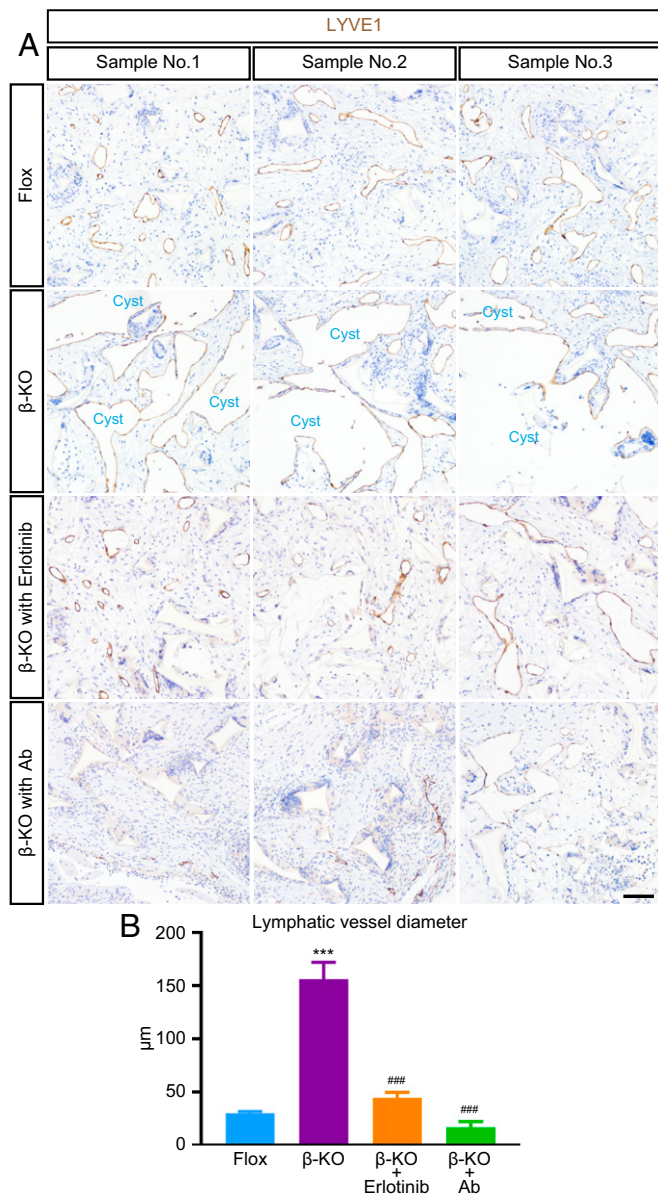 A
LYVE1
Sample No.1
Sample No.2
Sample No.3
Flox
β-KO
Cyst
Cyst
Cyst
Cyst
Cyst
Cyst
Cyst
β-KO with Erlotinib
β-KO with Ab
B
Lymphatic vessel diameter
μm
200
150
100
50
0
***
###
###
Flox
β-KO
β-KO
+
Erlotinib
β-KO
+
Ab